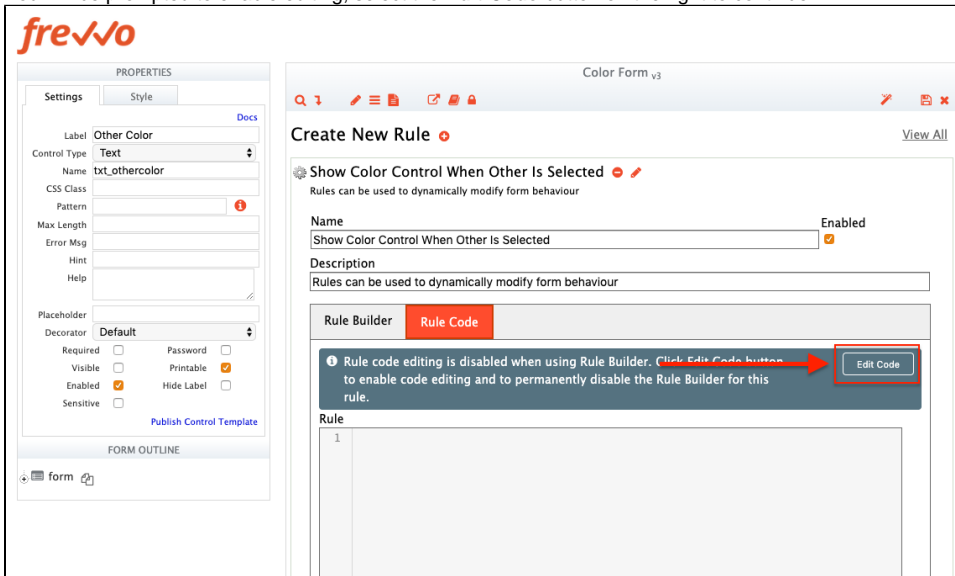 frevvo
PROPERTIES
Settings Style
Docs
Label Other Color
Control Type Text
Name txt_othercolor
CSS Class
Pattern
Max Length
Error Msg
Hint
Help
Placeholder
Decorator Default
Required Password
Visible Printable
Enabled Hide Label
Sensitive
Publish Control Template
FORM OUTLINE
form
Color Form v3
Create New Rule
View All
Show Color Control When Other Is Selected
Rules can be used to dynamically modify form behaviour
Name Enabled
Show Color Control When Other Is Selected
Description
Rules can be used to dynamically modify form behaviour
Rule Builder Rule Code
Rule code editing is disabled when using Rule Builder. Click Edit Code button
to enable code editing and to permanently disable the Rule Builder for this
rule.
Edit Code
Rule
1